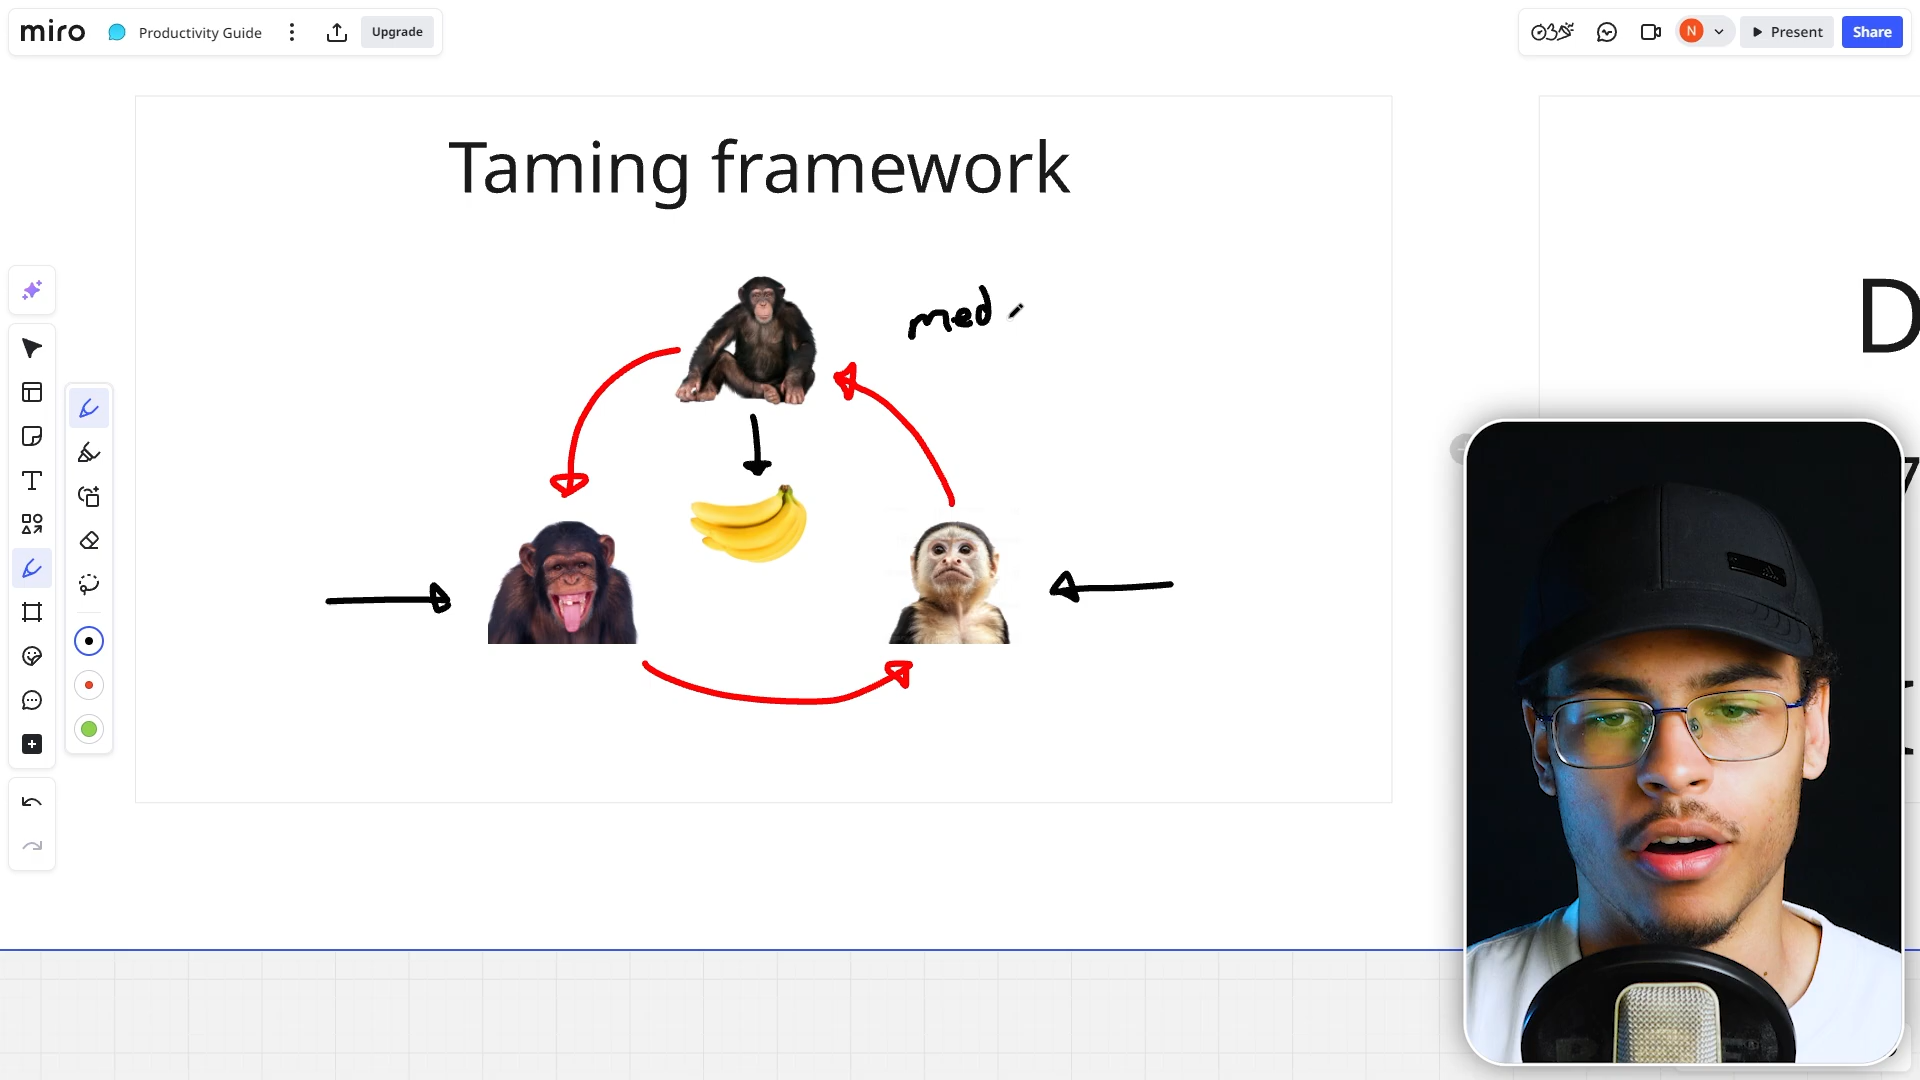 miro
Productivity Guide
Upgrade
N
Present
Share
Taming framework
med
D